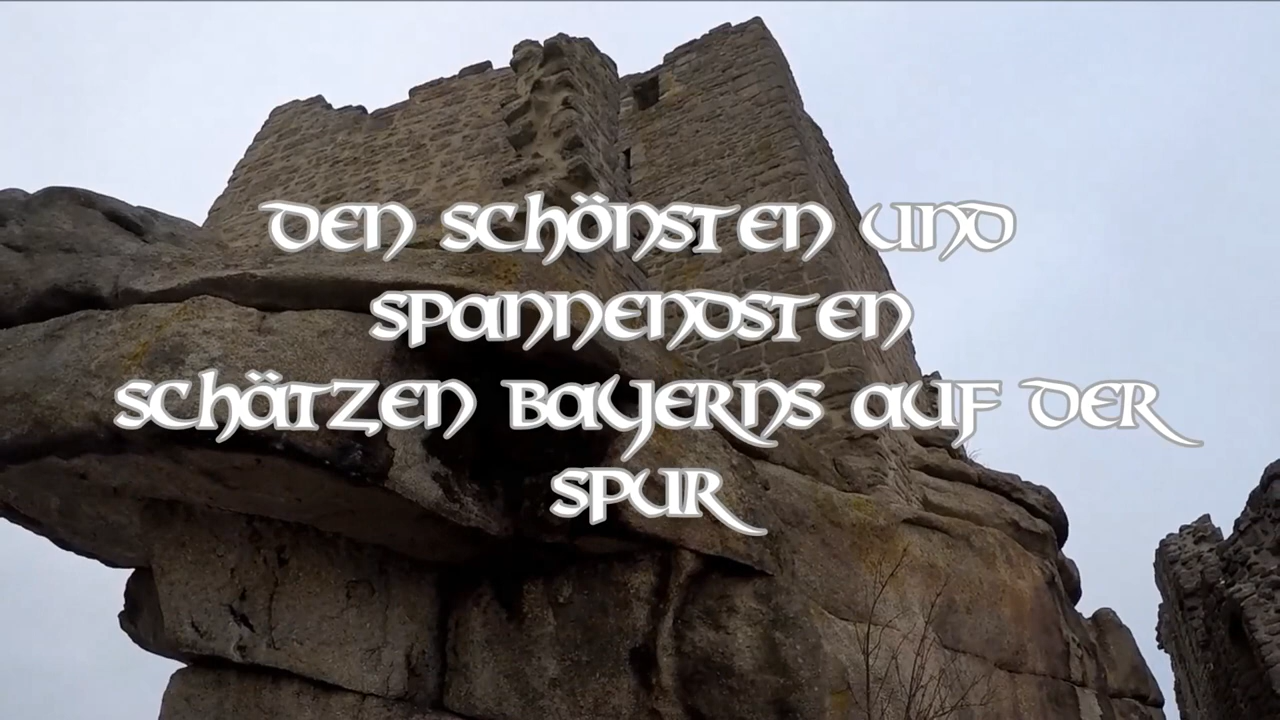 DEN SCHÖNSTEN UND
SPANNENDSTEN
SCHÄTZEN BAYERNS AUF DER
SPUR